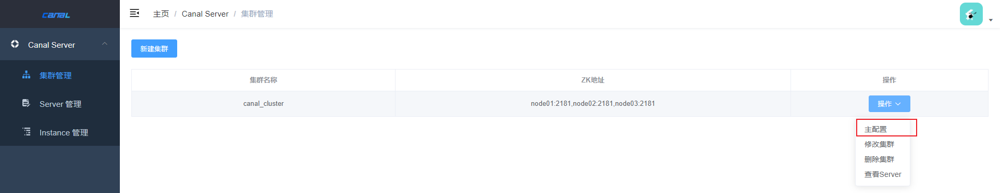 canal
主页 / Canal Server / 集群管理
Canal Server
集群管理
Server 管理
Instance 管理
新建集群
集群名称 ZK地址 操作
canal_cluster node01:2181,node02:2181,node03:2181 操作
主配置
修改集群
删除集群
查看Server